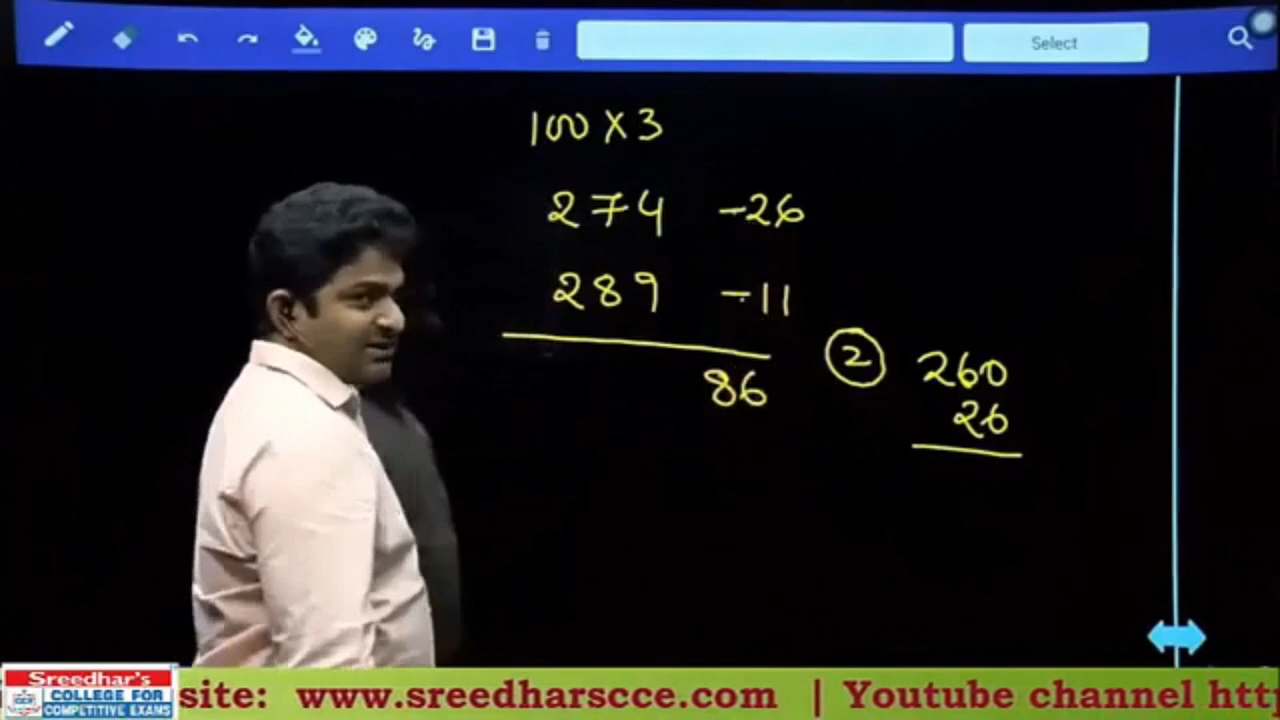 Select
100 x 3
274 -26
289 -11
86 ② 260
26
Sreedhar's
COLLEGE FOR
COMPETITIVE EXAMS
site: www.sreedharscce.com | Youtube channel htt